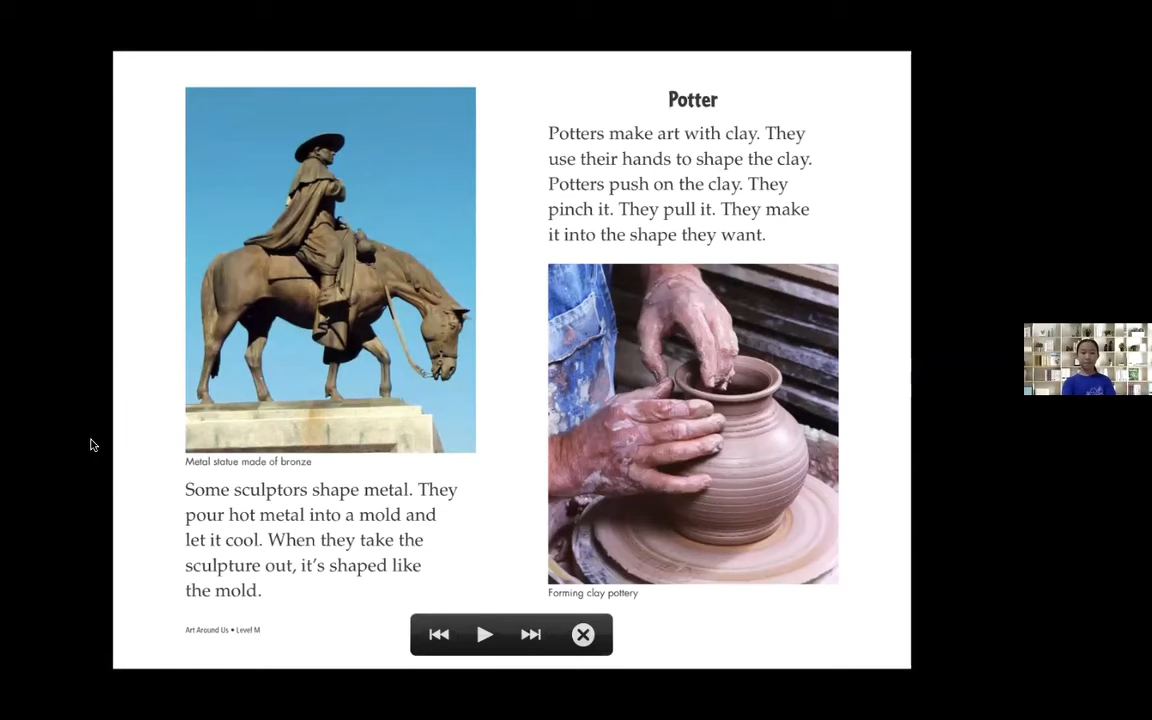 Metal statue made of bronze
Some sculptors shape metal. They
pour hot metal into a mold and
let it cool. When they take the
sculpture out, it's shaped like
the mold.
Art Around Us • Level M
Potter
Potters make art with clay. They
use their hands to shape the clay.
Potters push on the clay. They
pinch it. They pull it. They make
it into the shape they want.
Forming clay pottery